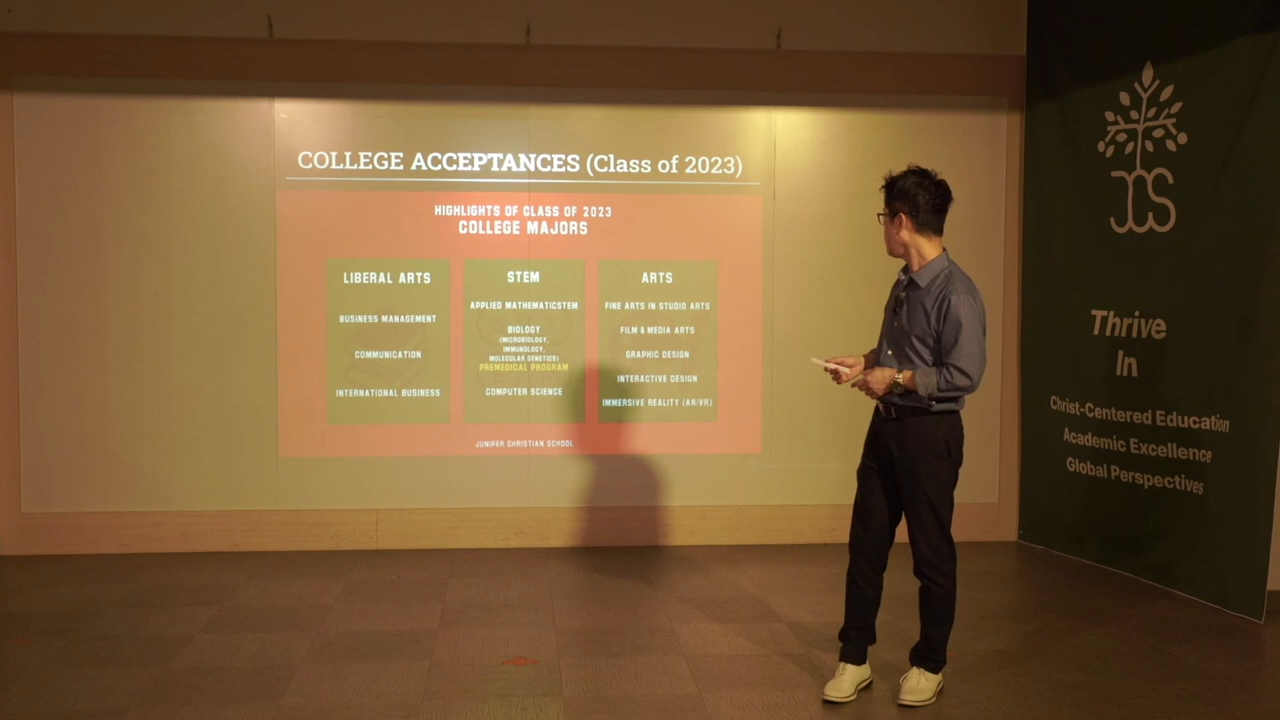 COLLEGE ACCEPTANCES (Class of 2023)
HIGHLIGHTS OF CLASS OF 2023
COLLEGE MAJORS
LIBERAL ARTS
BUSINESS MANAGEMENT
COMMUNICATION
INTERNATIONAL BUSINESS
STEM
APPLIED MATHEMATICSTEM
BIOLOGY
(MICROBIOLOGY,
IMMUNOLOGY,
MOLECULAR GENETICS)
PREMEDICAL PROGRAM
COMPUTER SCIENCE
ARTS
FINE ARTS IN STUDIO ARTS
FILM & MEDIA ARTS
GRAPHIC DESIGN
INTERACTIVE DESIGN
IMMERSIVE REALITY (AR/VR)
JUNIPER CHRISTIAN SCHOOL
JCS
Thrive
In
Christ-Centered Education
Academic Excellence
Global Perspectives